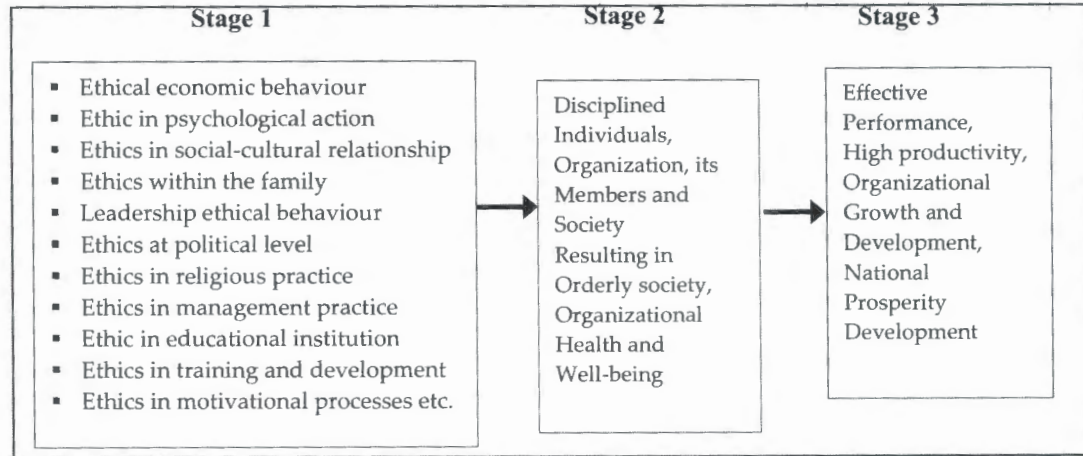 Stage 1
▪ Ethical economic behaviour
▪ Ethic in psychological action
▪ Ethics in social-cultural relationship
▪ Ethics within the family
▪ Leadership ethical behaviour
▪ Ethics at political level
▪ Ethics in religious practice
▪ Ethics in management practice
▪ Ethic in educational institution
▪ Ethics in training and development
▪ Ethics in motivational processes etc.
Stage 2
Disciplined
Individuals,
Organization, its
Members and
Society
Resulting in
Orderly society,
Organizational
Health and
Well-being
Stage 3
Effective
Performance,
High productivity,
Organizational
Growth and
Development,
National
Prosperity
Development